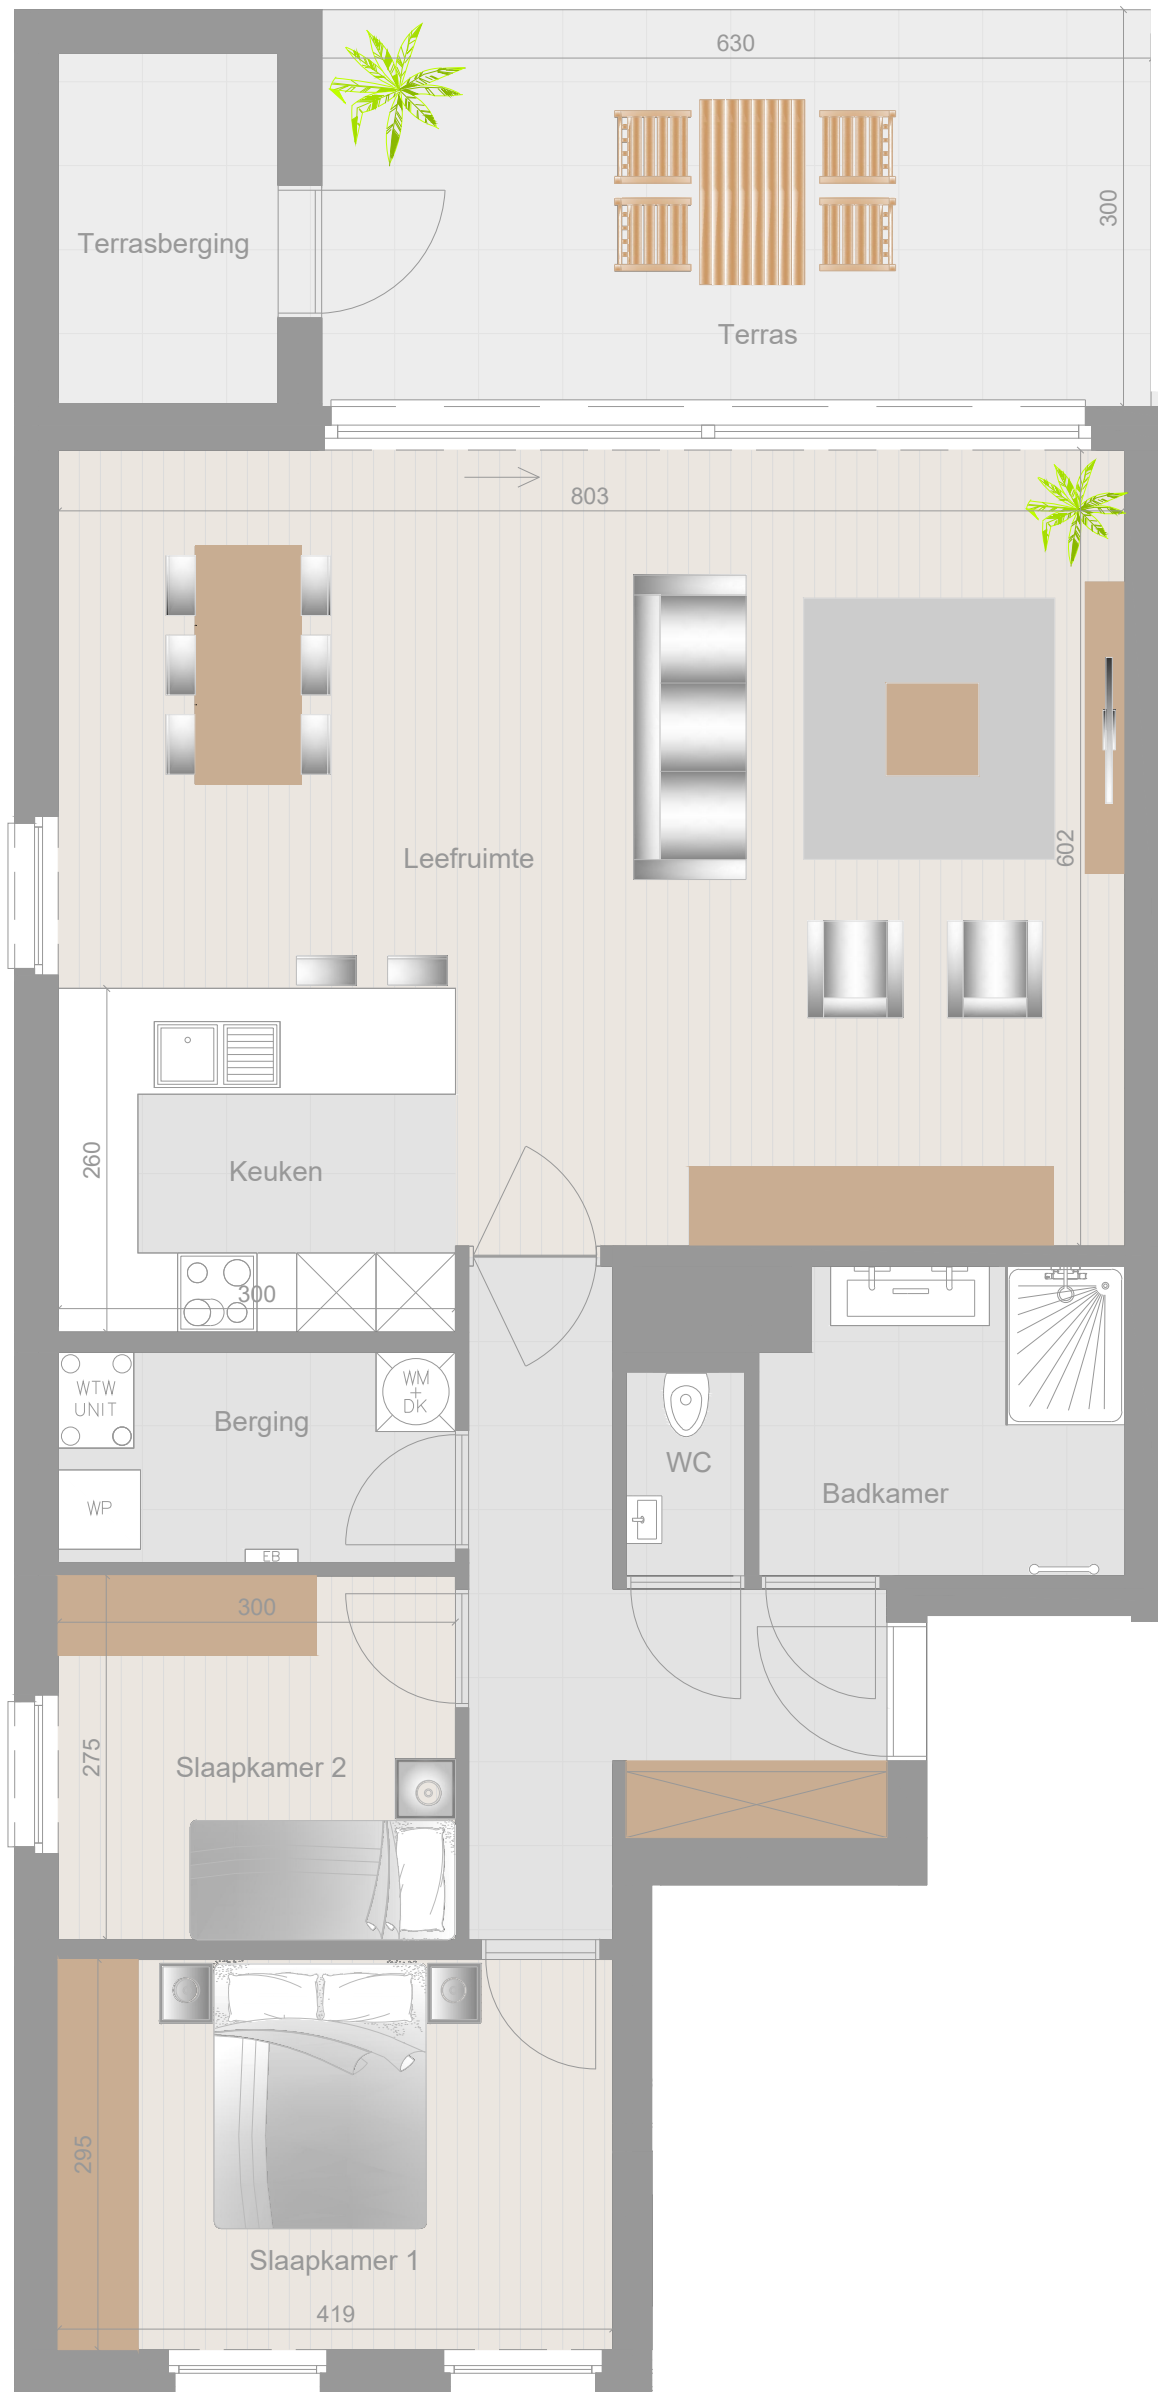 630
300
Terrasberging
Terras
803
602
Leefruimte
260
Keuken
300
WTW
UNIT
WM
+
DK
Berging
WC
WP
Badkamer
EB
300
275
Slaapkamer 2
295
Slaapkamer 1
419